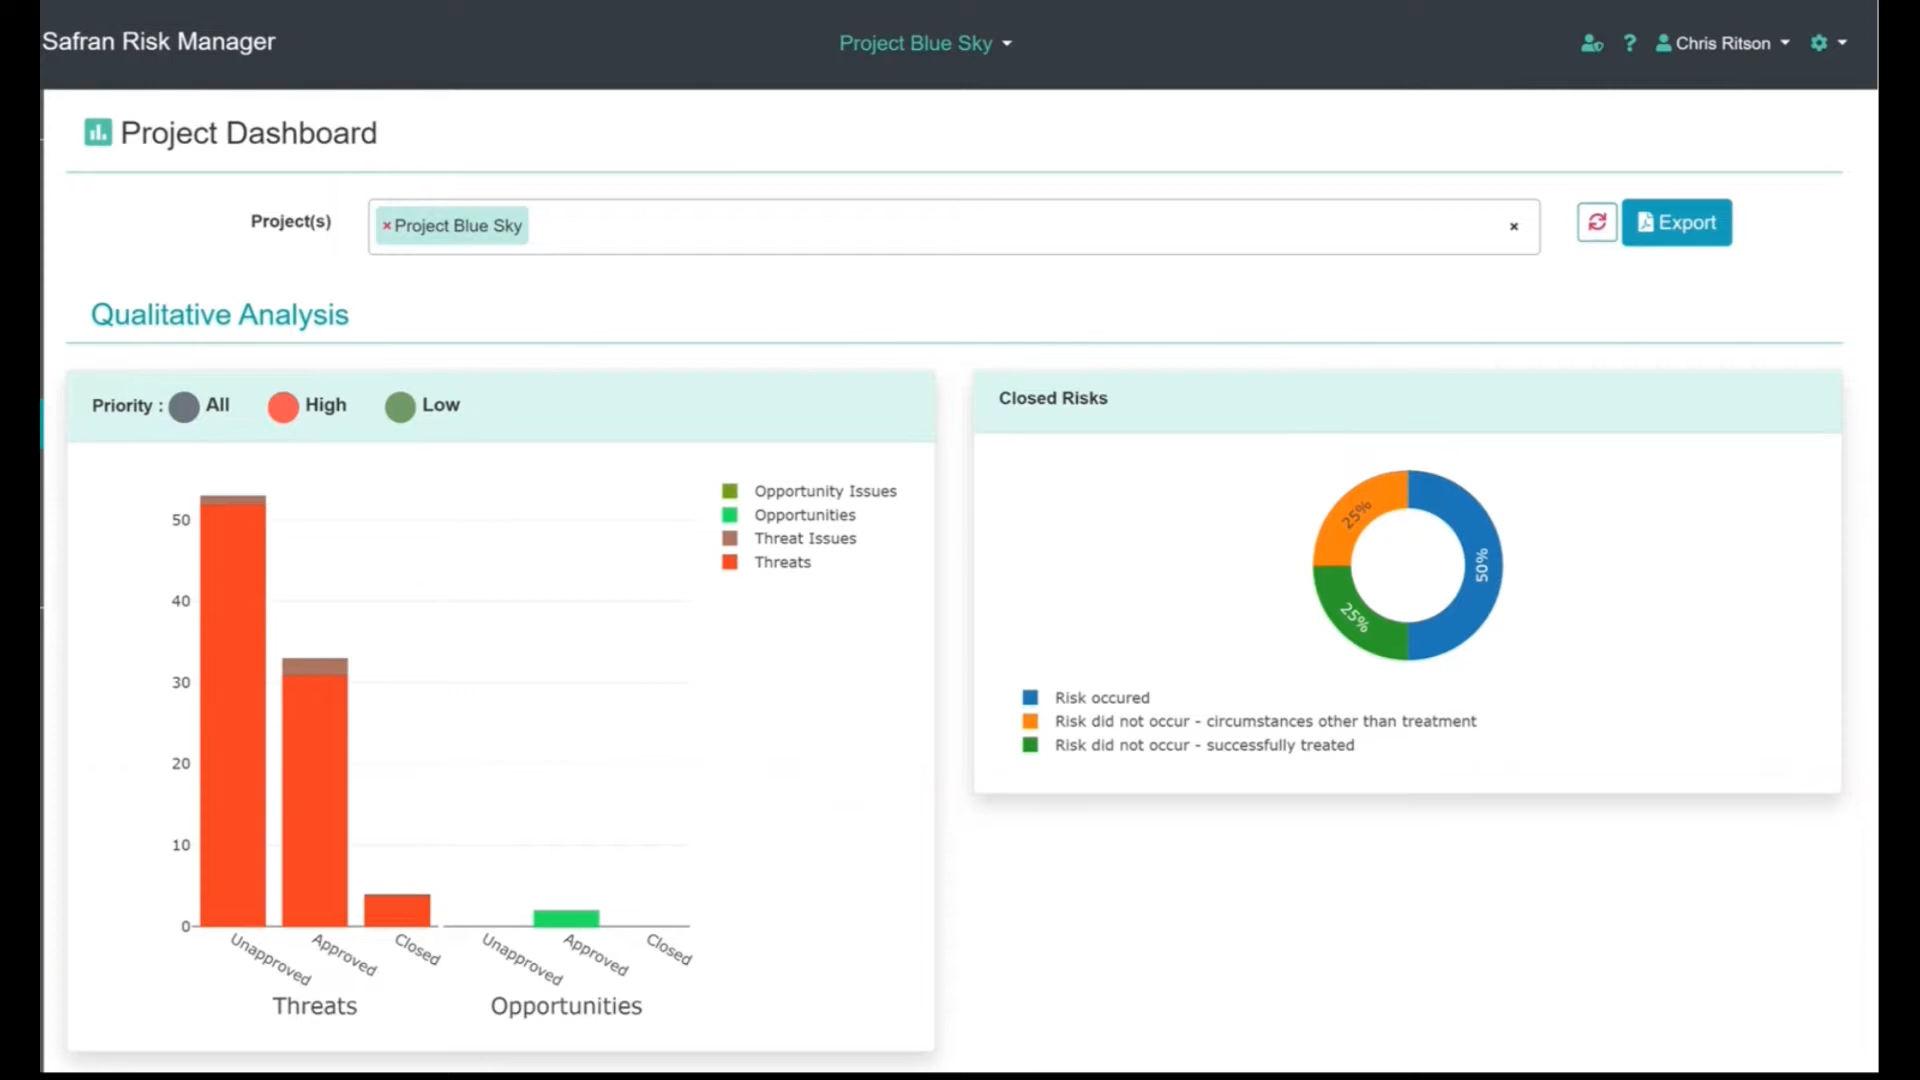 Safran Risk Manager
Project Blue Sky
? Chris Ritson
Project Dashboard
Project(s)
× Project Blue Sky
×
Export
Qualitative Analysis
Priority : All High Low
Opportunity Issues
Opportunities
Threat Issues
Threats
50
40
30
20
10
0
Unapproved
Approved
Closed
Unapproved
Approved
Closed
Threats
Opportunities
Closed Risks
25%
50%
25%
Risk occured
Risk did not occur - circumstances other than treatment
Risk did not occur - successfully treated